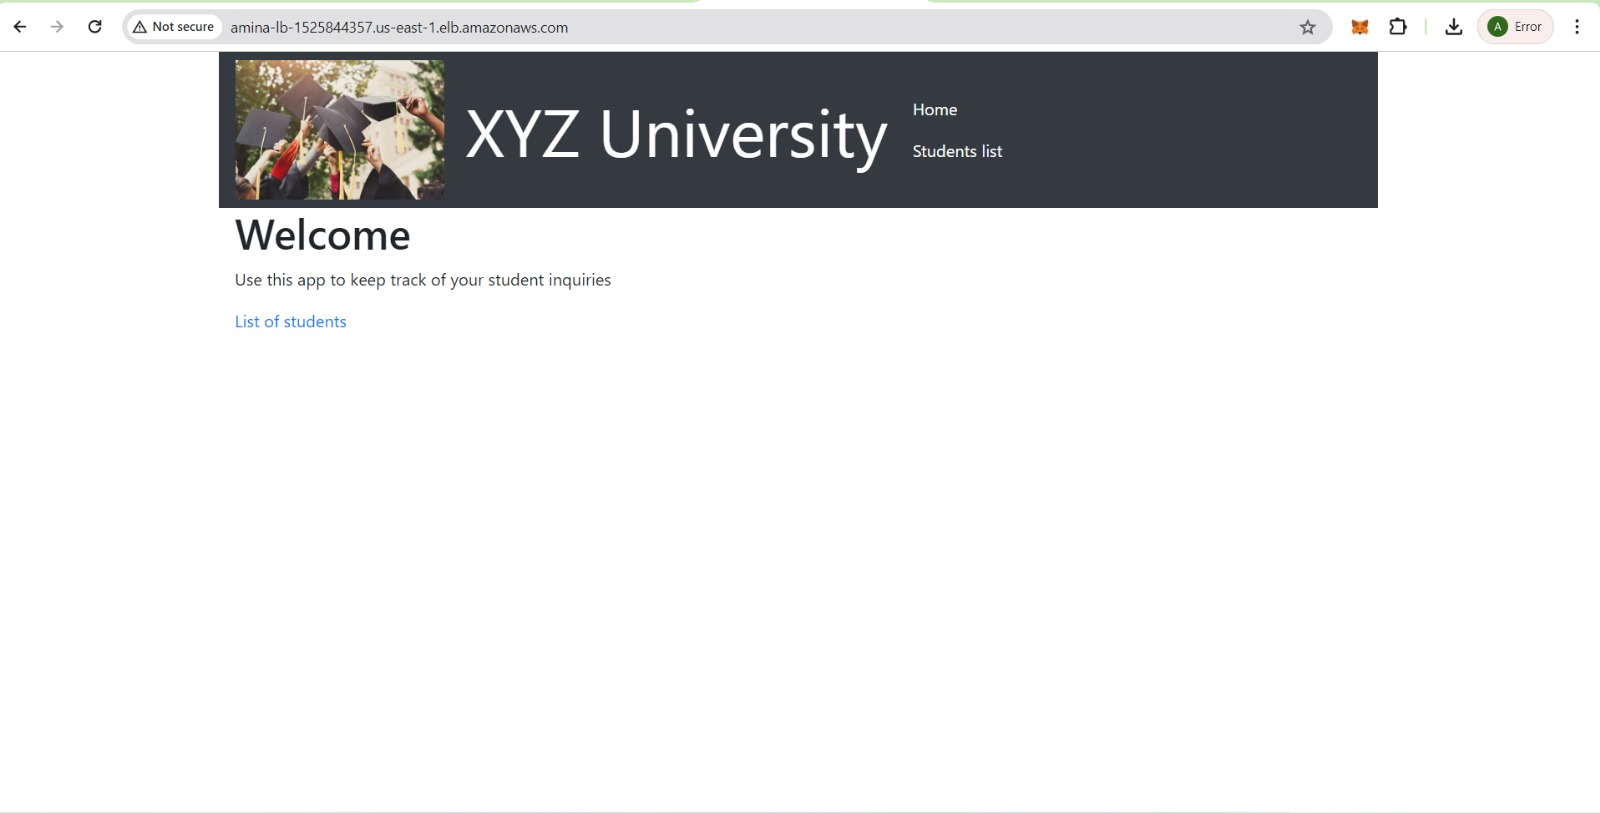 Not secure
amina-lb-1525844357.us-east-1.elb.amazonaws.com
A
Error
XYZ University
Home
Students list
Welcome
Use this app to keep track of your student inquiries
List of students